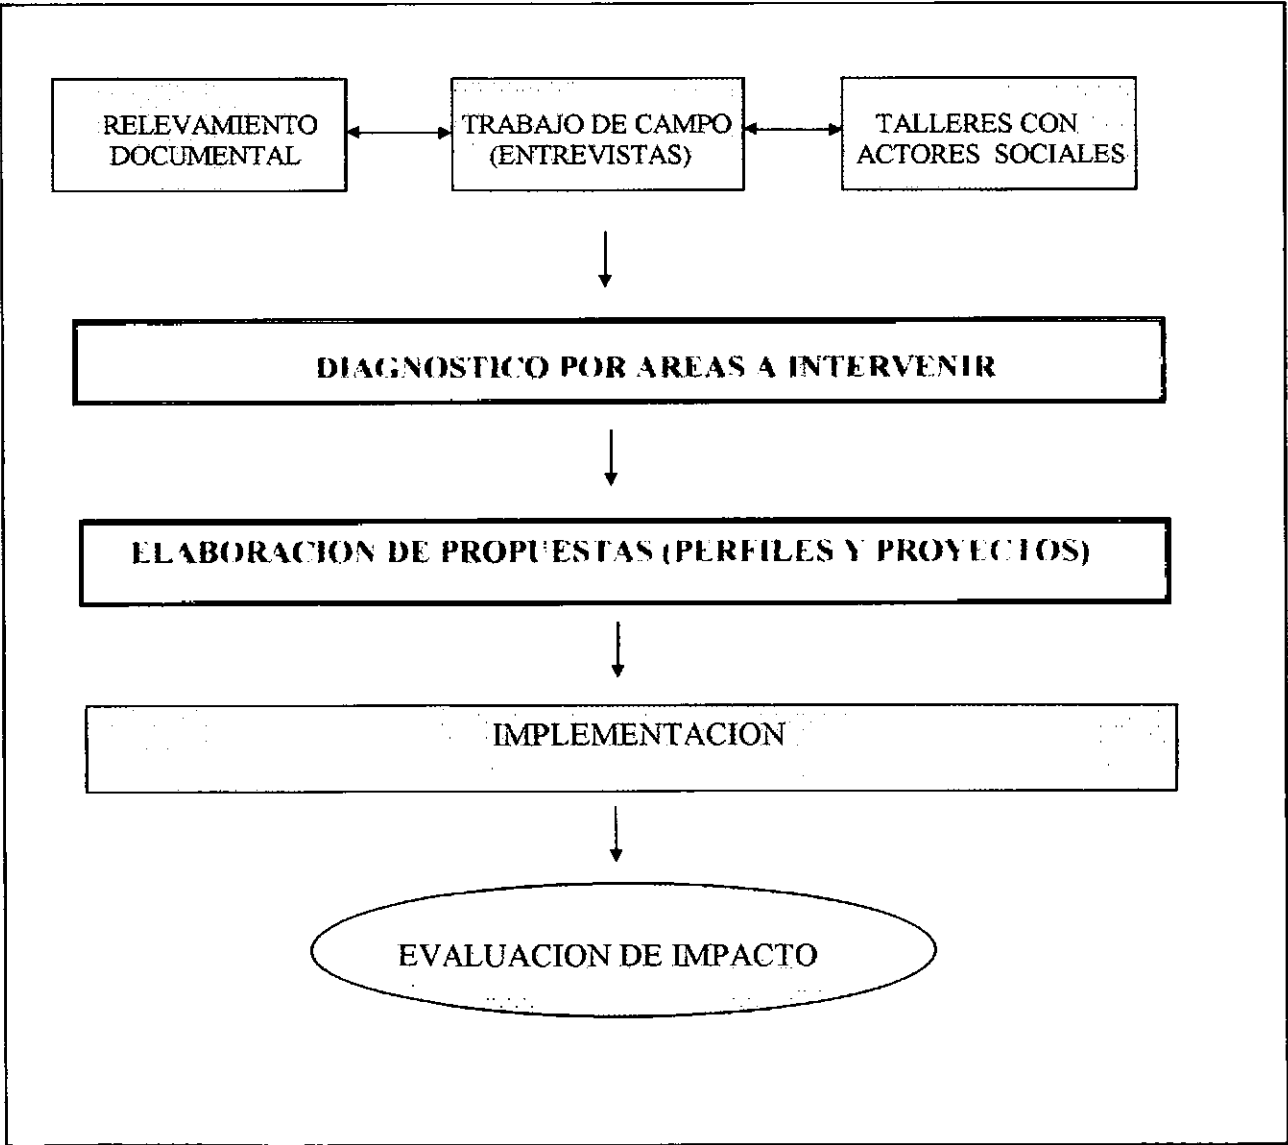 RELEVAMIENTO
DOCUMENTAL
TRABAJO DE CAMPO
(ENTREVISTAS)
TALLERES CON
ACTORES SOCIALES
DIAGNOSTICO POR AREAS A INTERVENIR
ELABORACION DE PROPUESTAS (PERFILES Y PROYECTOS)
IMPLEMENTACION
EVALUACION DE IMPACTO